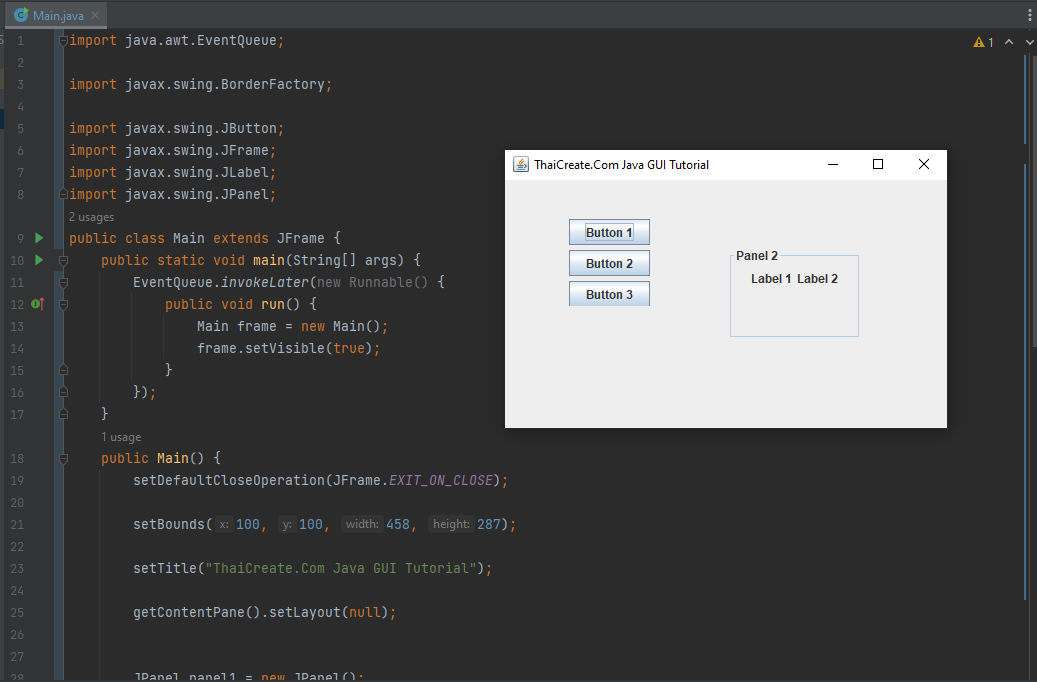 Main.java
1 import java.awt.EventQueue;
1
2
3 import javax.swing.BorderFactory;
4
5 import javax.swing.JButton;
6 import javax.swing.JFrame;
7 import javax.swing.JLabel;
8 import javax.swing.JPanel;
2 usages
9 public class Main extends JFrame {
10 public static void main(String[] args) {
11 EventQueue.invokeLater(new Runnable() {
12 public void run() {
13 Main frame = new Main();
14 frame.setVisible(true);
15 }
16 });
17 }
1 usage
18 public Main() {
19 setDefaultCloseOperation(JFrame.EXIT_ON_CLOSE);
20
21 setBounds( x: 100, y: 100, width: 458, height: 287);
22
23 setTitle("ThaiCreate.Com Java GUI Tutorial");
24
25 getContentPane().setLayout(null);
26
27
28 JPanel panel1 = new JPanel();
ThaiCreate.Com Java GUI Tutorial
Button 1
Button 2
Button 3
Panel 2
Label 1 Label 2